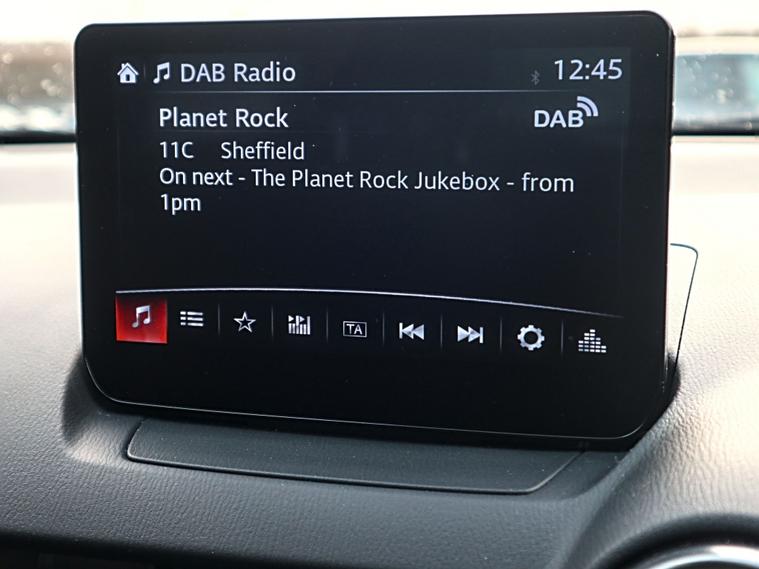 DAB Radio 12:45
Planet Rock DAB
11C Sheffield
On next - The Planet Rock Jukebox - from
1pm
TA